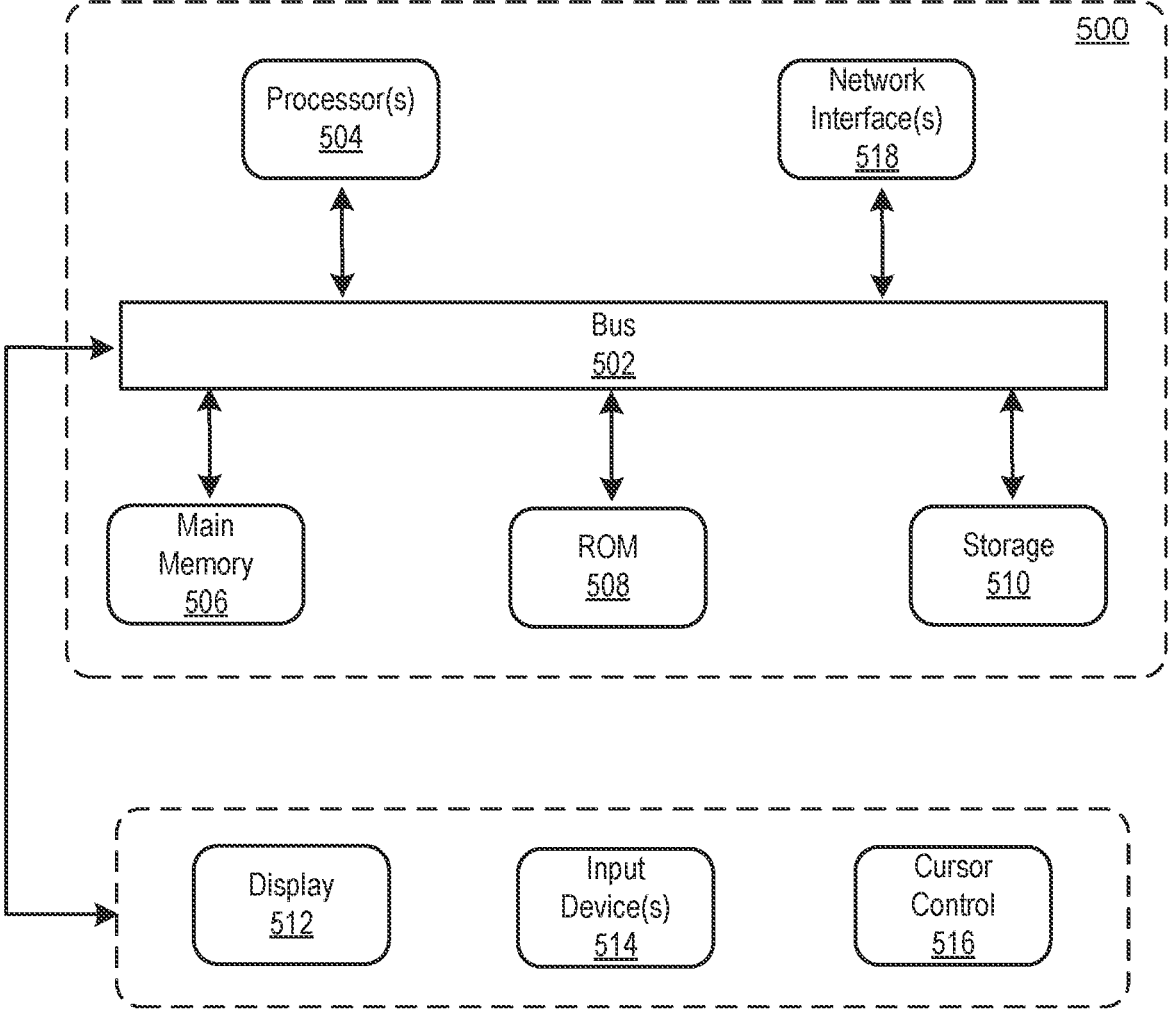 500
Processor(s)
504
Network
Interface(s)
518
Bus
502
Main
Memory
506
ROM
508
Storage
510
Display
512
Input
Device(s)
514
Cursor
Control
516